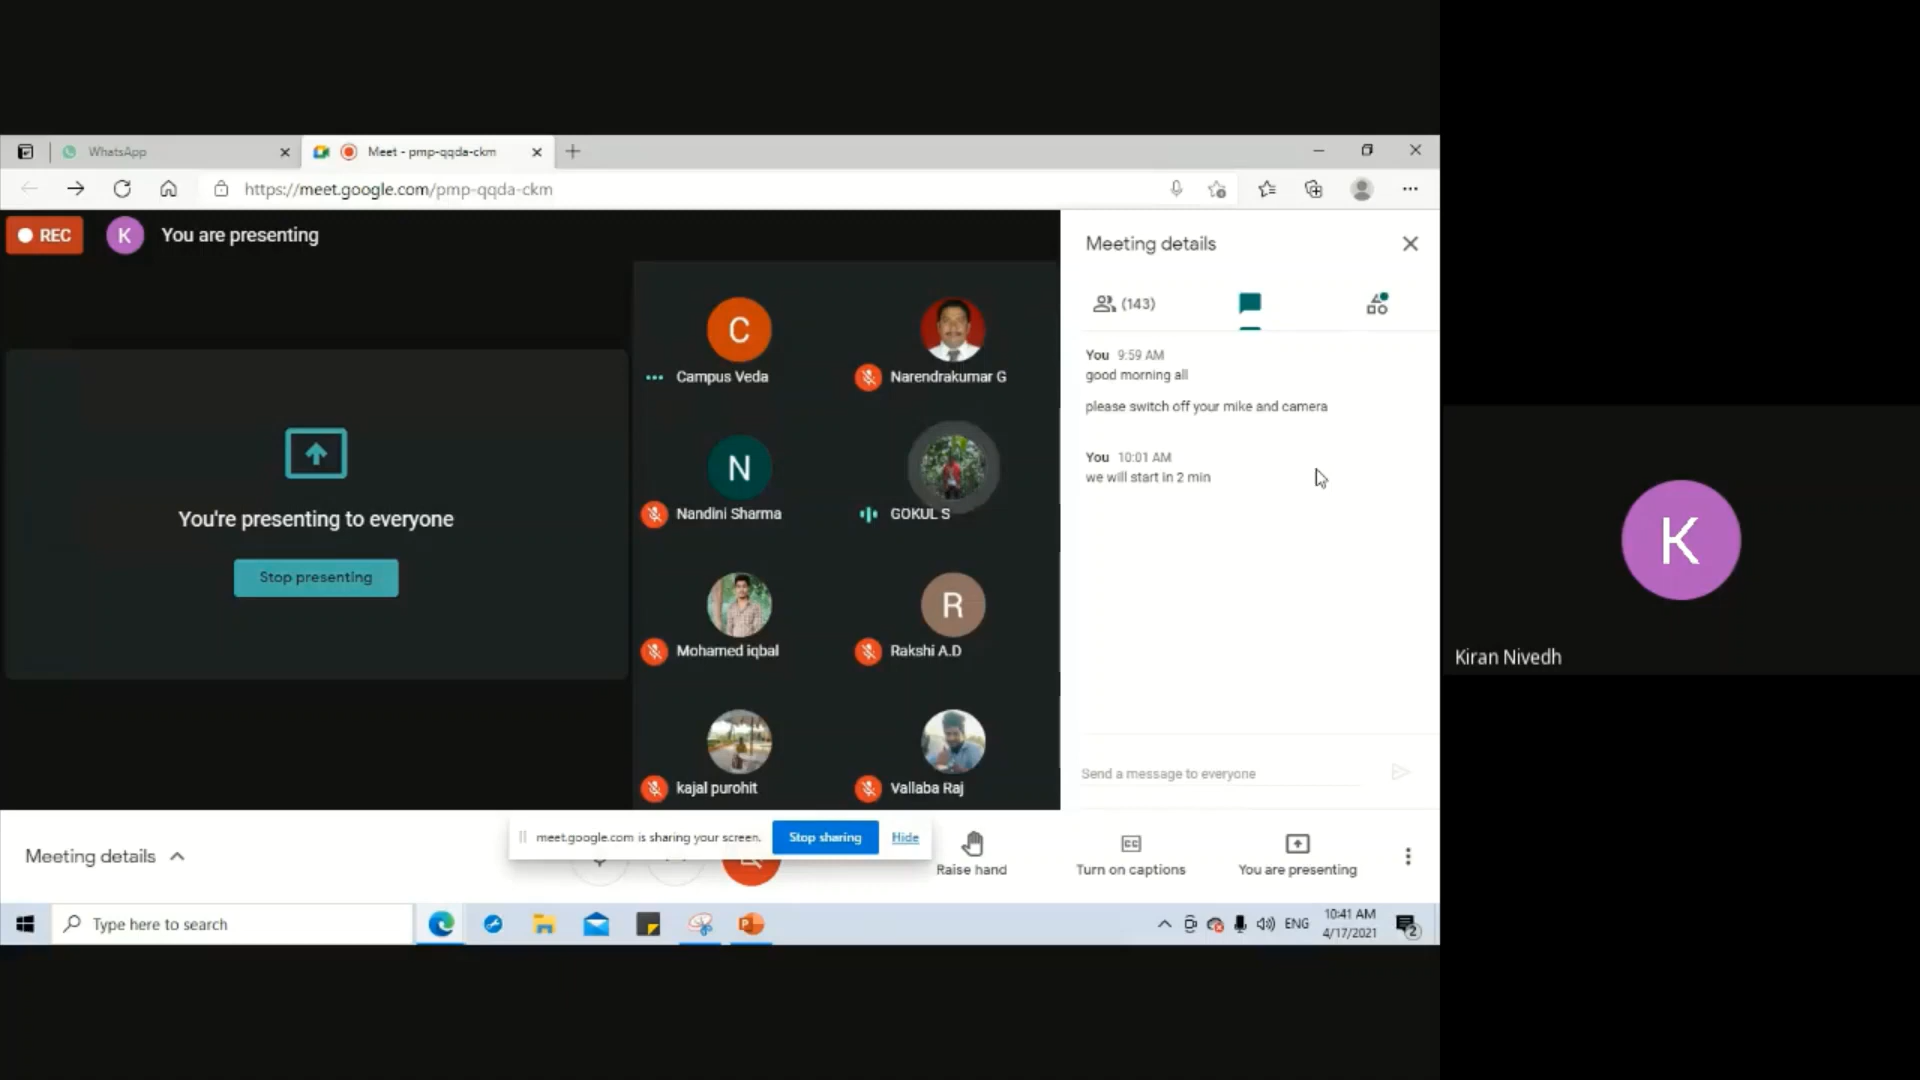 WhatsApp
Meet - pmp-qqda-ckm
https://meet.google.com/pmp-qqda-ckm
REC
K
You are presenting
You're presenting to everyone
Stop presenting
C
Campus Veda
Narendrakumar G
N
Nandini Sharma
GOKUL S
Mohamed iqbal
R
Rakshi A.D
kajal purohit
Vallaba Raj
Meeting details
(143)
You 9:59 AM
good morning all
please switch off your mike and camera
You 10:01 AM
we will start in 2 min
Send a message to everyone
K
Kiran Nivedh
Meeting details
meet.google.com is sharing your screen.
Stop sharing
Hide
Raise hand
Turn on captions
You are presenting
Type here to search
ENG
10:41 AM
4/17/2021
2